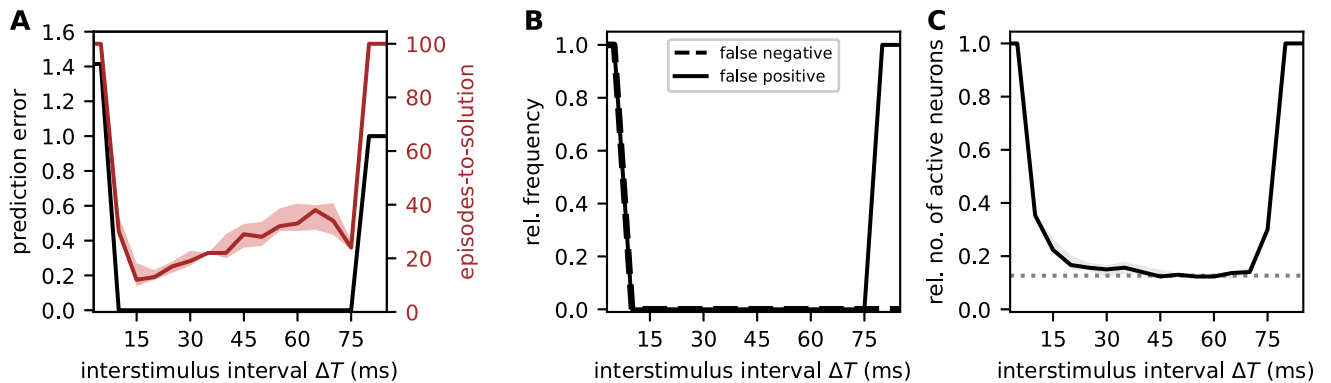 A
prediction error
1.6
1.4
1.2
1.0
0.8
0.6
0.4
0.2
0.0
100
80
60
40
20
0
episodes-to-solution
15 30 45 60 75
interstimulus interval ΔT (ms)
B
rel. frequency
1.0
0.8
0.6
0.4
0.2
0.0
false negative
false positive
15 30 45 60 75
interstimulus interval ΔT (ms)
C
rel. no. of active neurons
1.0
0.8
0.6
0.4
0.2
0.0
15 30 45 60 75
interstimulus interval ΔT (ms)